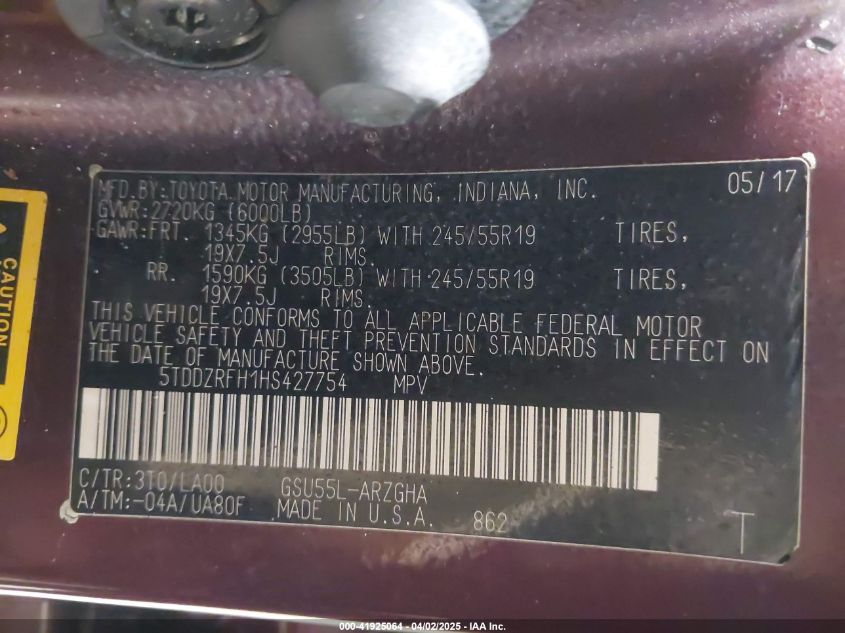 MFD. BY: TOYOTA MOTOR MANUFACTURING, INDIANA, INC. 05/17
GVWR: 2720KG (6000LB)
GAWR: FRT. 1345KG (2955LB) WITH 245/55R19 TIRES,
19X7.5J RIMS.
RR. 1590KG (3505LB) WITH 245/55R19 TIRES,
19X7.5J RIMS.
THIS VEHICLE CONFORMS TO ALL APPLICABLE FEDERAL MOTOR
VEHICLE SAFETY AND THEFT PREVENTION STANDARDS IN EFFECT ON
THE DATE OF MANUFACTURE SHOWN ABOVE.
5TDDZRFH1HS427754 MPV
C/TR: 3T0/LA00 GSU55L-ARZGHA
A/TM: -04A/UA80F MADE IN U.S.A. 862
T
CAUTION
000-41925064 - 04/02/2025 - IAA Inc.